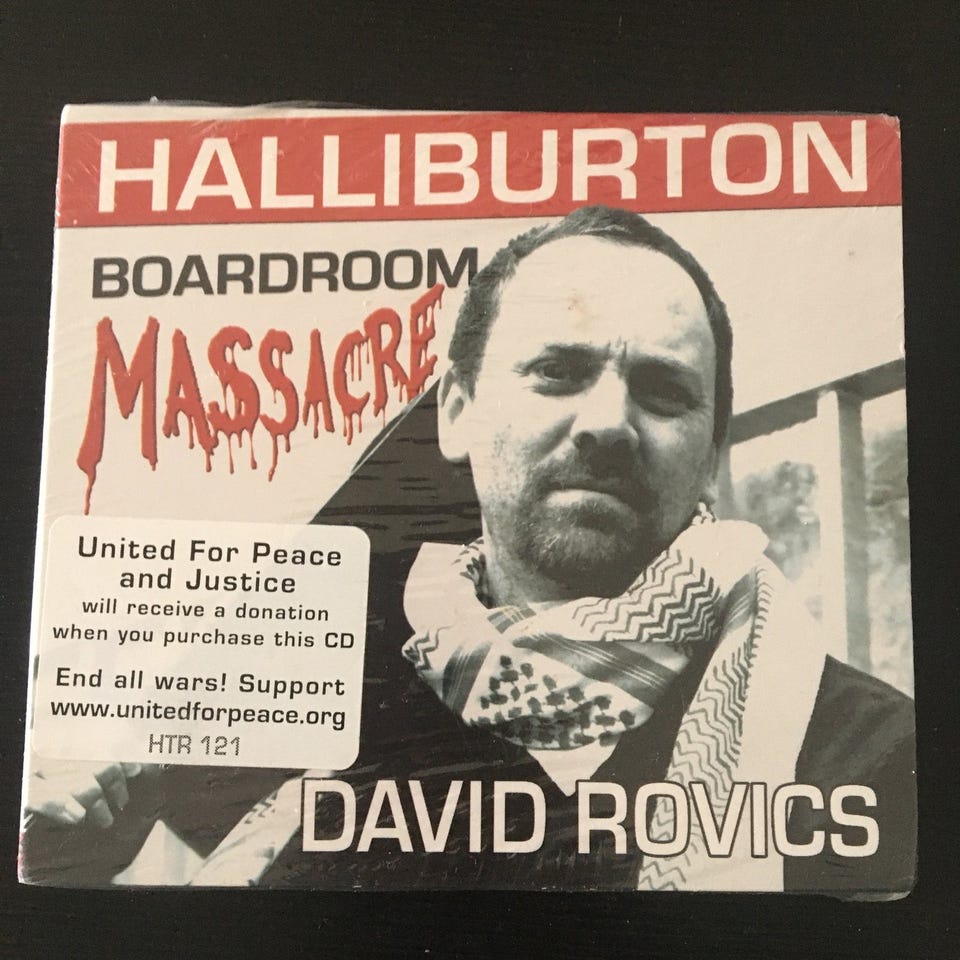 HALLIBURTON
BOARDROOM
MASSACRE
United For Peace
and Justice
will receive a donation
when you purchase this CD
End all wars! Support
www.unitedforpeace.org
HTR 121
DAVID ROVICS